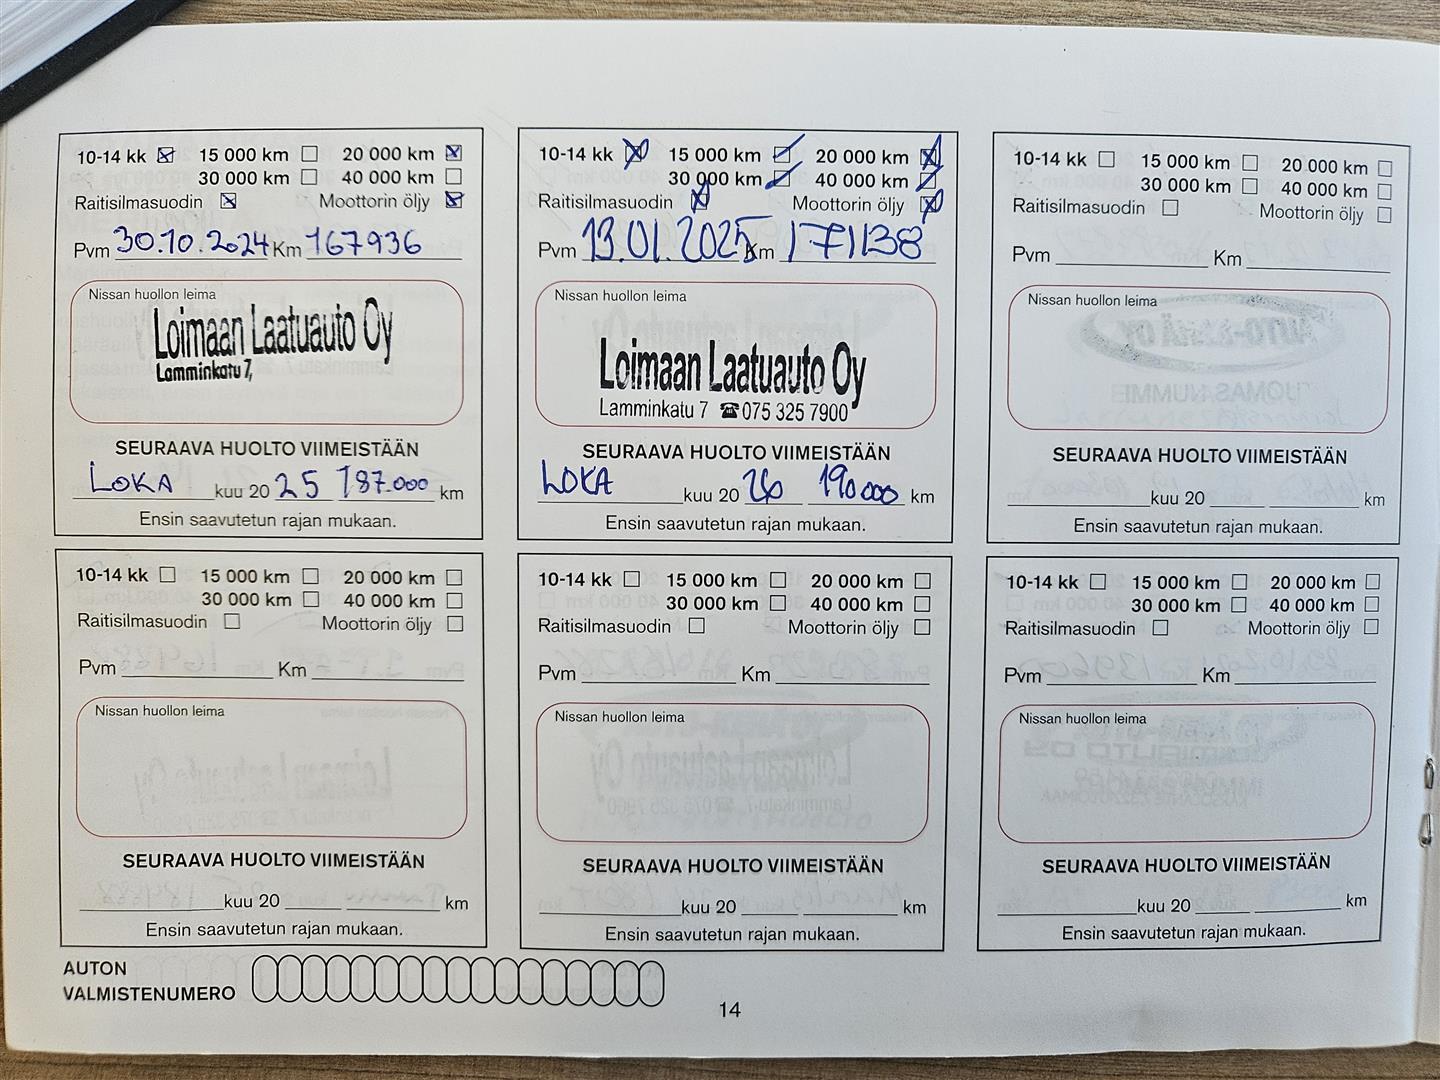 10-14 kk 15 000 km 20 000 km
30 000 km 40 000 km
Raitisilmasuodin Moottorin öljy
Pvm 30.10.2024 Km 167936
Nissan huollon leima
Loimaan Laatuauto Oy
Lamminkatu 7,
SEURAAVA HUOLTO VIIMEISTÄÄN
LOKA kuu 20 25 187.000 km
Ensin saavutetun rajan mukaan.
10-14 kk 15 000 km 20 000 km
30 000 km 40 000 km
Raitisilmasuodin Moottorin öljy
Pvm 13.01.2025 Km 171138
Nissan huollon leima
Loimaan Laatuauto Oy
Lamminkatu 7 ☎075 325 7900
SEURAAVA HUOLTO VIIMEISTÄÄN
LOKA kuu 20 26 190000 km
Ensin saavutetun rajan mukaan.
10-14 kk 15 000 km 20 000 km
30 000 km 40 000 km
Raitisilmasuodin Moottorin öljy
Pvm Km
Nissan huollon leima
SEURAAVA HUOLTO VIIMEISTÄÄN
kuu 20 km
Ensin saavutetun rajan mukaan.
10-14 kk 15 000 km 20 000 km
30 000 km 40 000 km
Raitisilmasuodin Moottorin öljy
Pvm Km
Nissan huollon leima
SEURAAVA HUOLTO VIIMEISTÄÄN
kuu 20 km
Ensin saavutetun rajan mukaan.
10-14 kk 15 000 km 20 000 km
30 000 km 40 000 km
Raitisilmasuodin Moottorin öljy
Pvm Km
Nissan huollon leima
SEURAAVA HUOLTO VIIMEISTÄÄN
kuu 20 km
Ensin saavutetun rajan mukaan.
10-14 kk 15 000 km 20 000 km
30 000 km 40 000 km
Raitisilmasuodin Moottorin öljy
Pvm Km
Nissan huollon leima
SEURAAVA HUOLTO VIIMEISTÄÄN
kuu 20 km
Ensin saavutetun rajan mukaan.
AUTON
VALMISTENUMERO
14